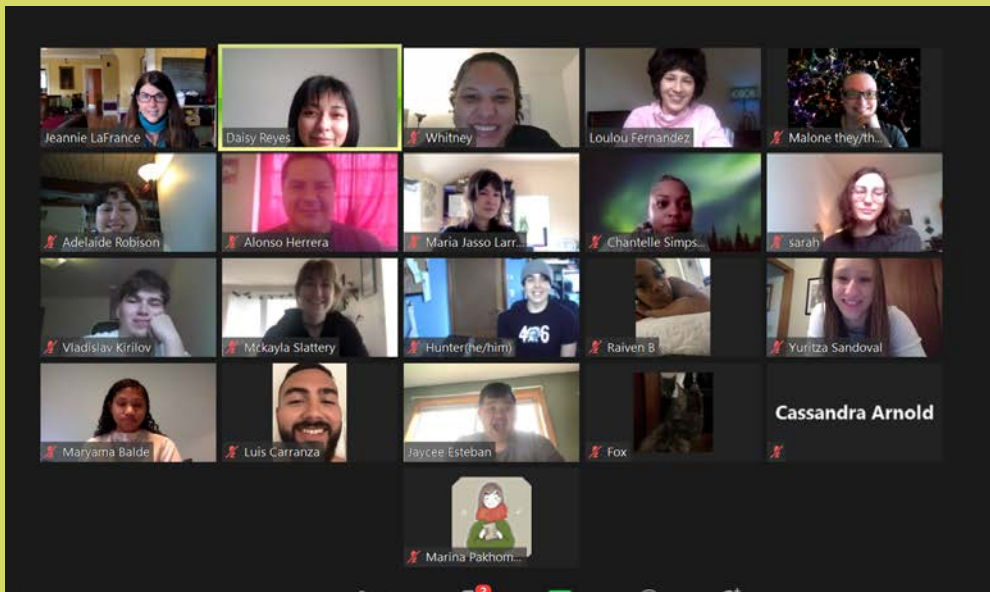 Jeannie LaFrance
Daisy Reyes
Whitney
Loulou Fernandez
Malone they/th...
Adelaide Robison
Alonso Herrera
Maria Jasso Larr...
Chantelle Simps...
sarah
Vladislav Kirilov
Mckayla Slattery
Hunter(he/him)
406
Raiven B
Yuritza Sandoval
Maryama Balde
Luis Carranza
Jaycee Esteban
Fox
Cassandra Arnold
Marina Pakhom...
2